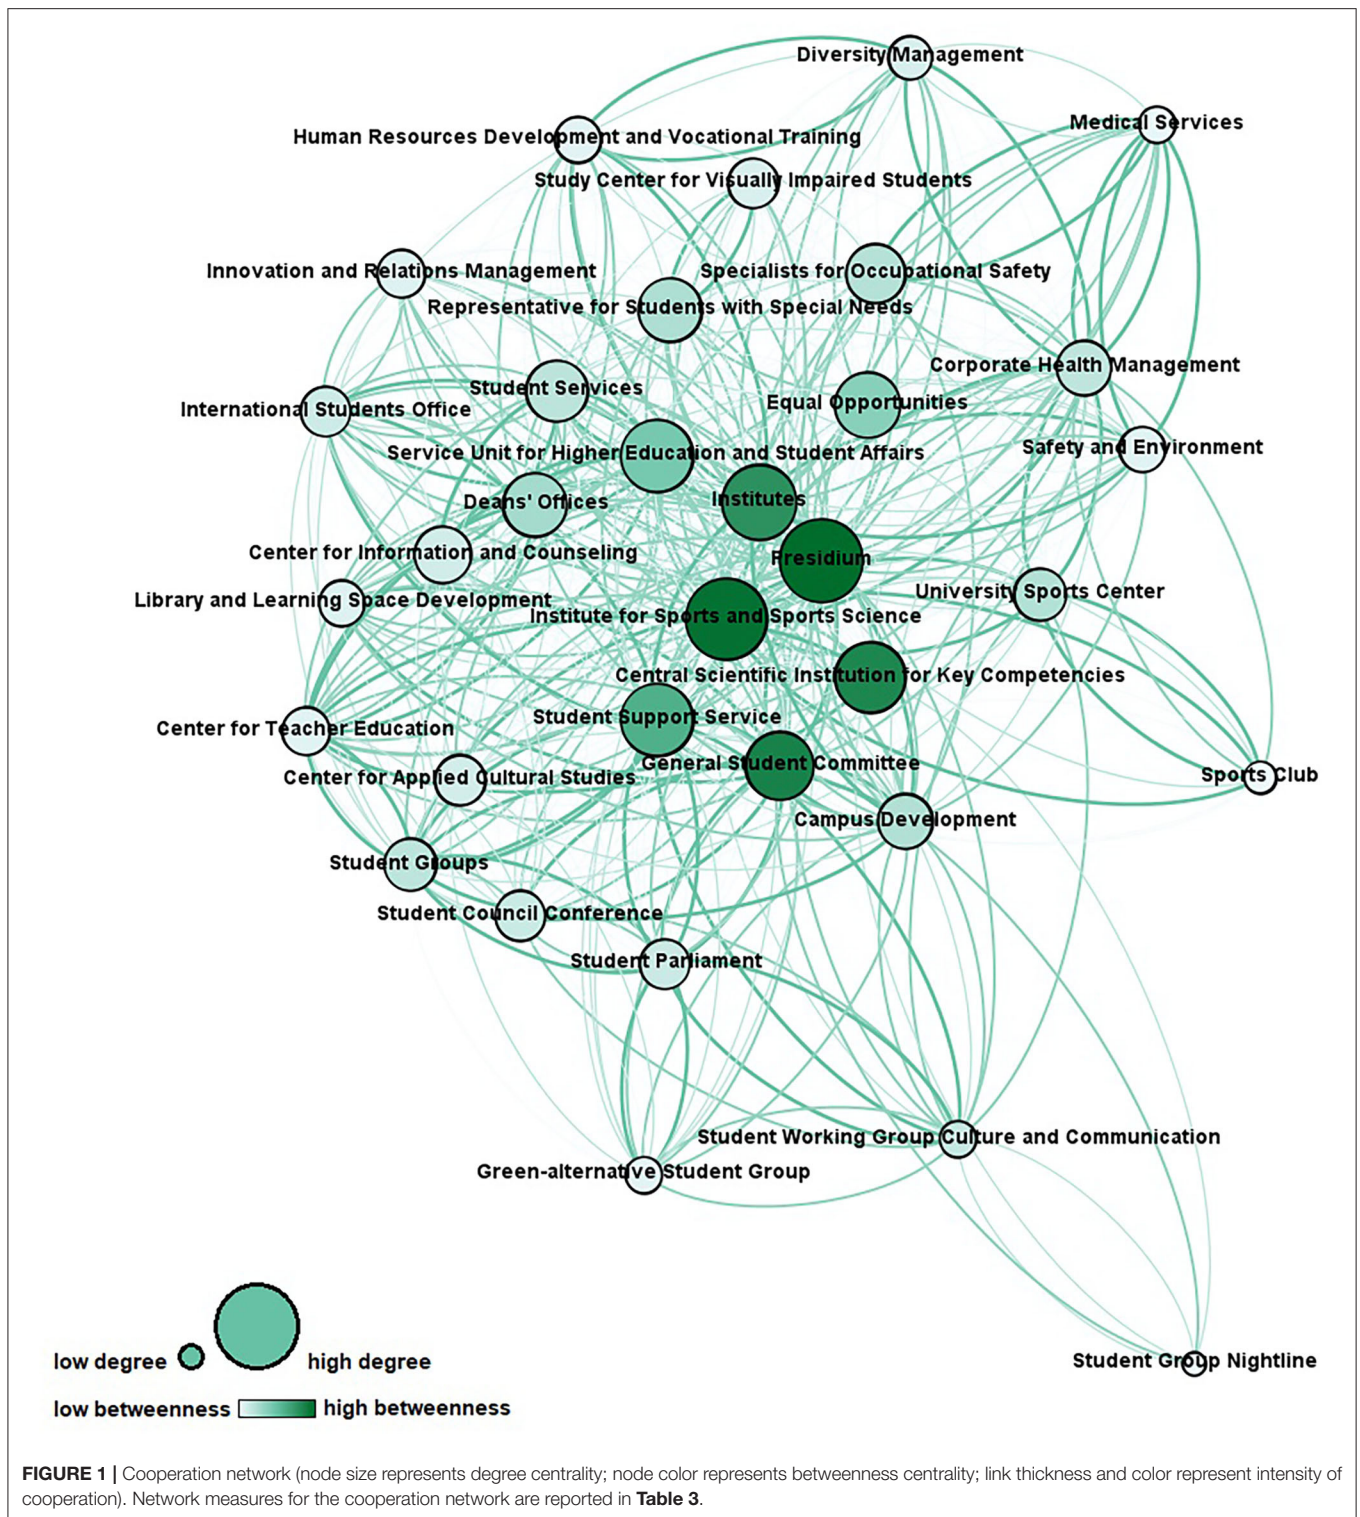 Diversity Management
Medical Services
Human Resources Development and Vocational Training
Study Center for Visually Impaired Students
Innovation and Relations Management
Specialists for Occupational Safety
Representative for Students with Special Needs
Corporate Health Management
Student Services
Equal Opportunities
International Students Office
Service Unit for Higher Education and Student Affairs
Safety and Environment
Deans' Offices
Institutes
Center for Information and Counseling
Presidium
University Sports Center
Library and Learning Space Development
Institute for Sports and Sports Science
Central Scientific Institution for Key Competencies
Student Support Service
Center for Teacher Education
General Student Committee
Center for Applied Cultural Studies
Sports Club
Campus Development
Student Groups
Student Council Conference
Student Parliament
Student Working Group Culture and Communication
Green-alternative Student Group
Student Group Nightline
low degree high degree
low betweenness high betweenness
FIGURE 1 | Cooperation network (node size represents degree centrality; node color represents betweenness centrality; link thickness and color represent intensity of
cooperation). Network measures for the cooperation network are reported in Table 3.